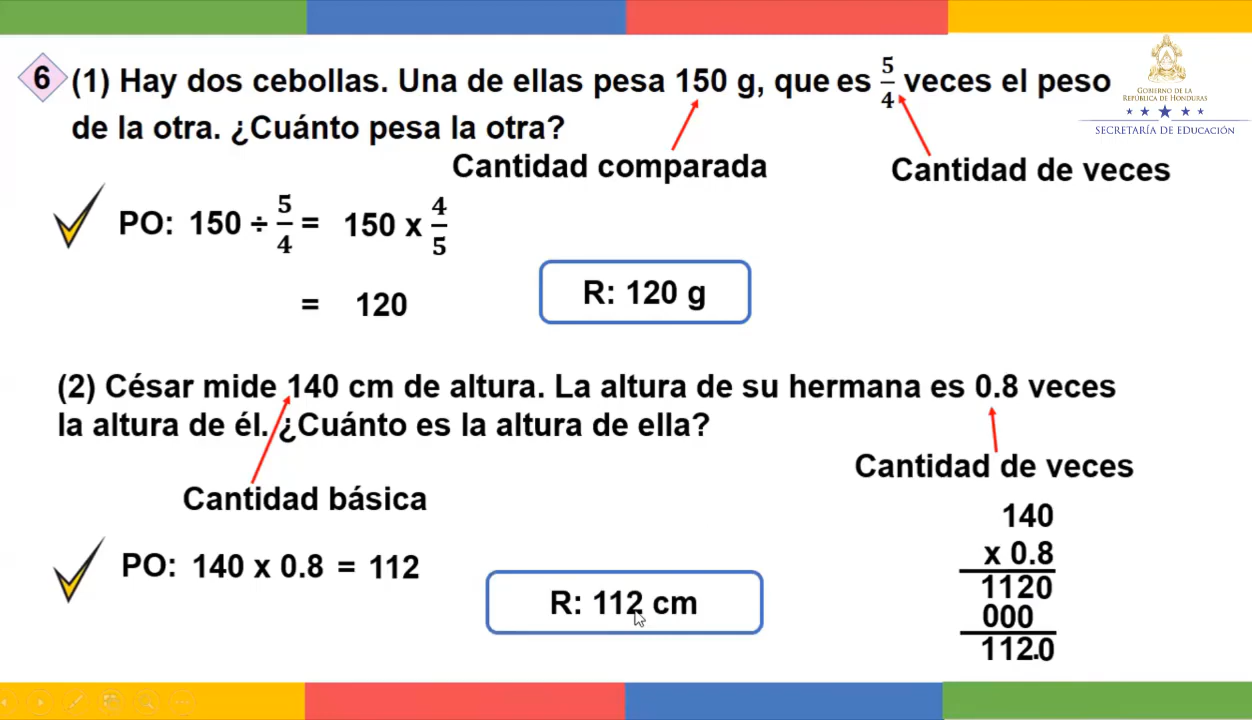 6 (1) Hay dos cebollas. Una de ellas pesa 150 g, que es 5/4 veces el peso
de la otra. ¿Cuánto pesa la otra?
GOBIERNO DE LA
REPÚBLICA DE HONDURAS
SECRETARÍA DE EDUCACIÓN
Cantidad comparada
Cantidad de veces
PO: 150 ÷ 5/4 = 150 x 4/5
= 120
R: 120 g
(2) César mide 140 cm de altura. La altura de su hermana es 0.8 veces
la altura de él. ¿Cuánto es la altura de ella?
Cantidad de veces
Cantidad básica
PO: 140 x 0.8 = 112
R: 112 cm
140
x 0.8
1120
000
112.0